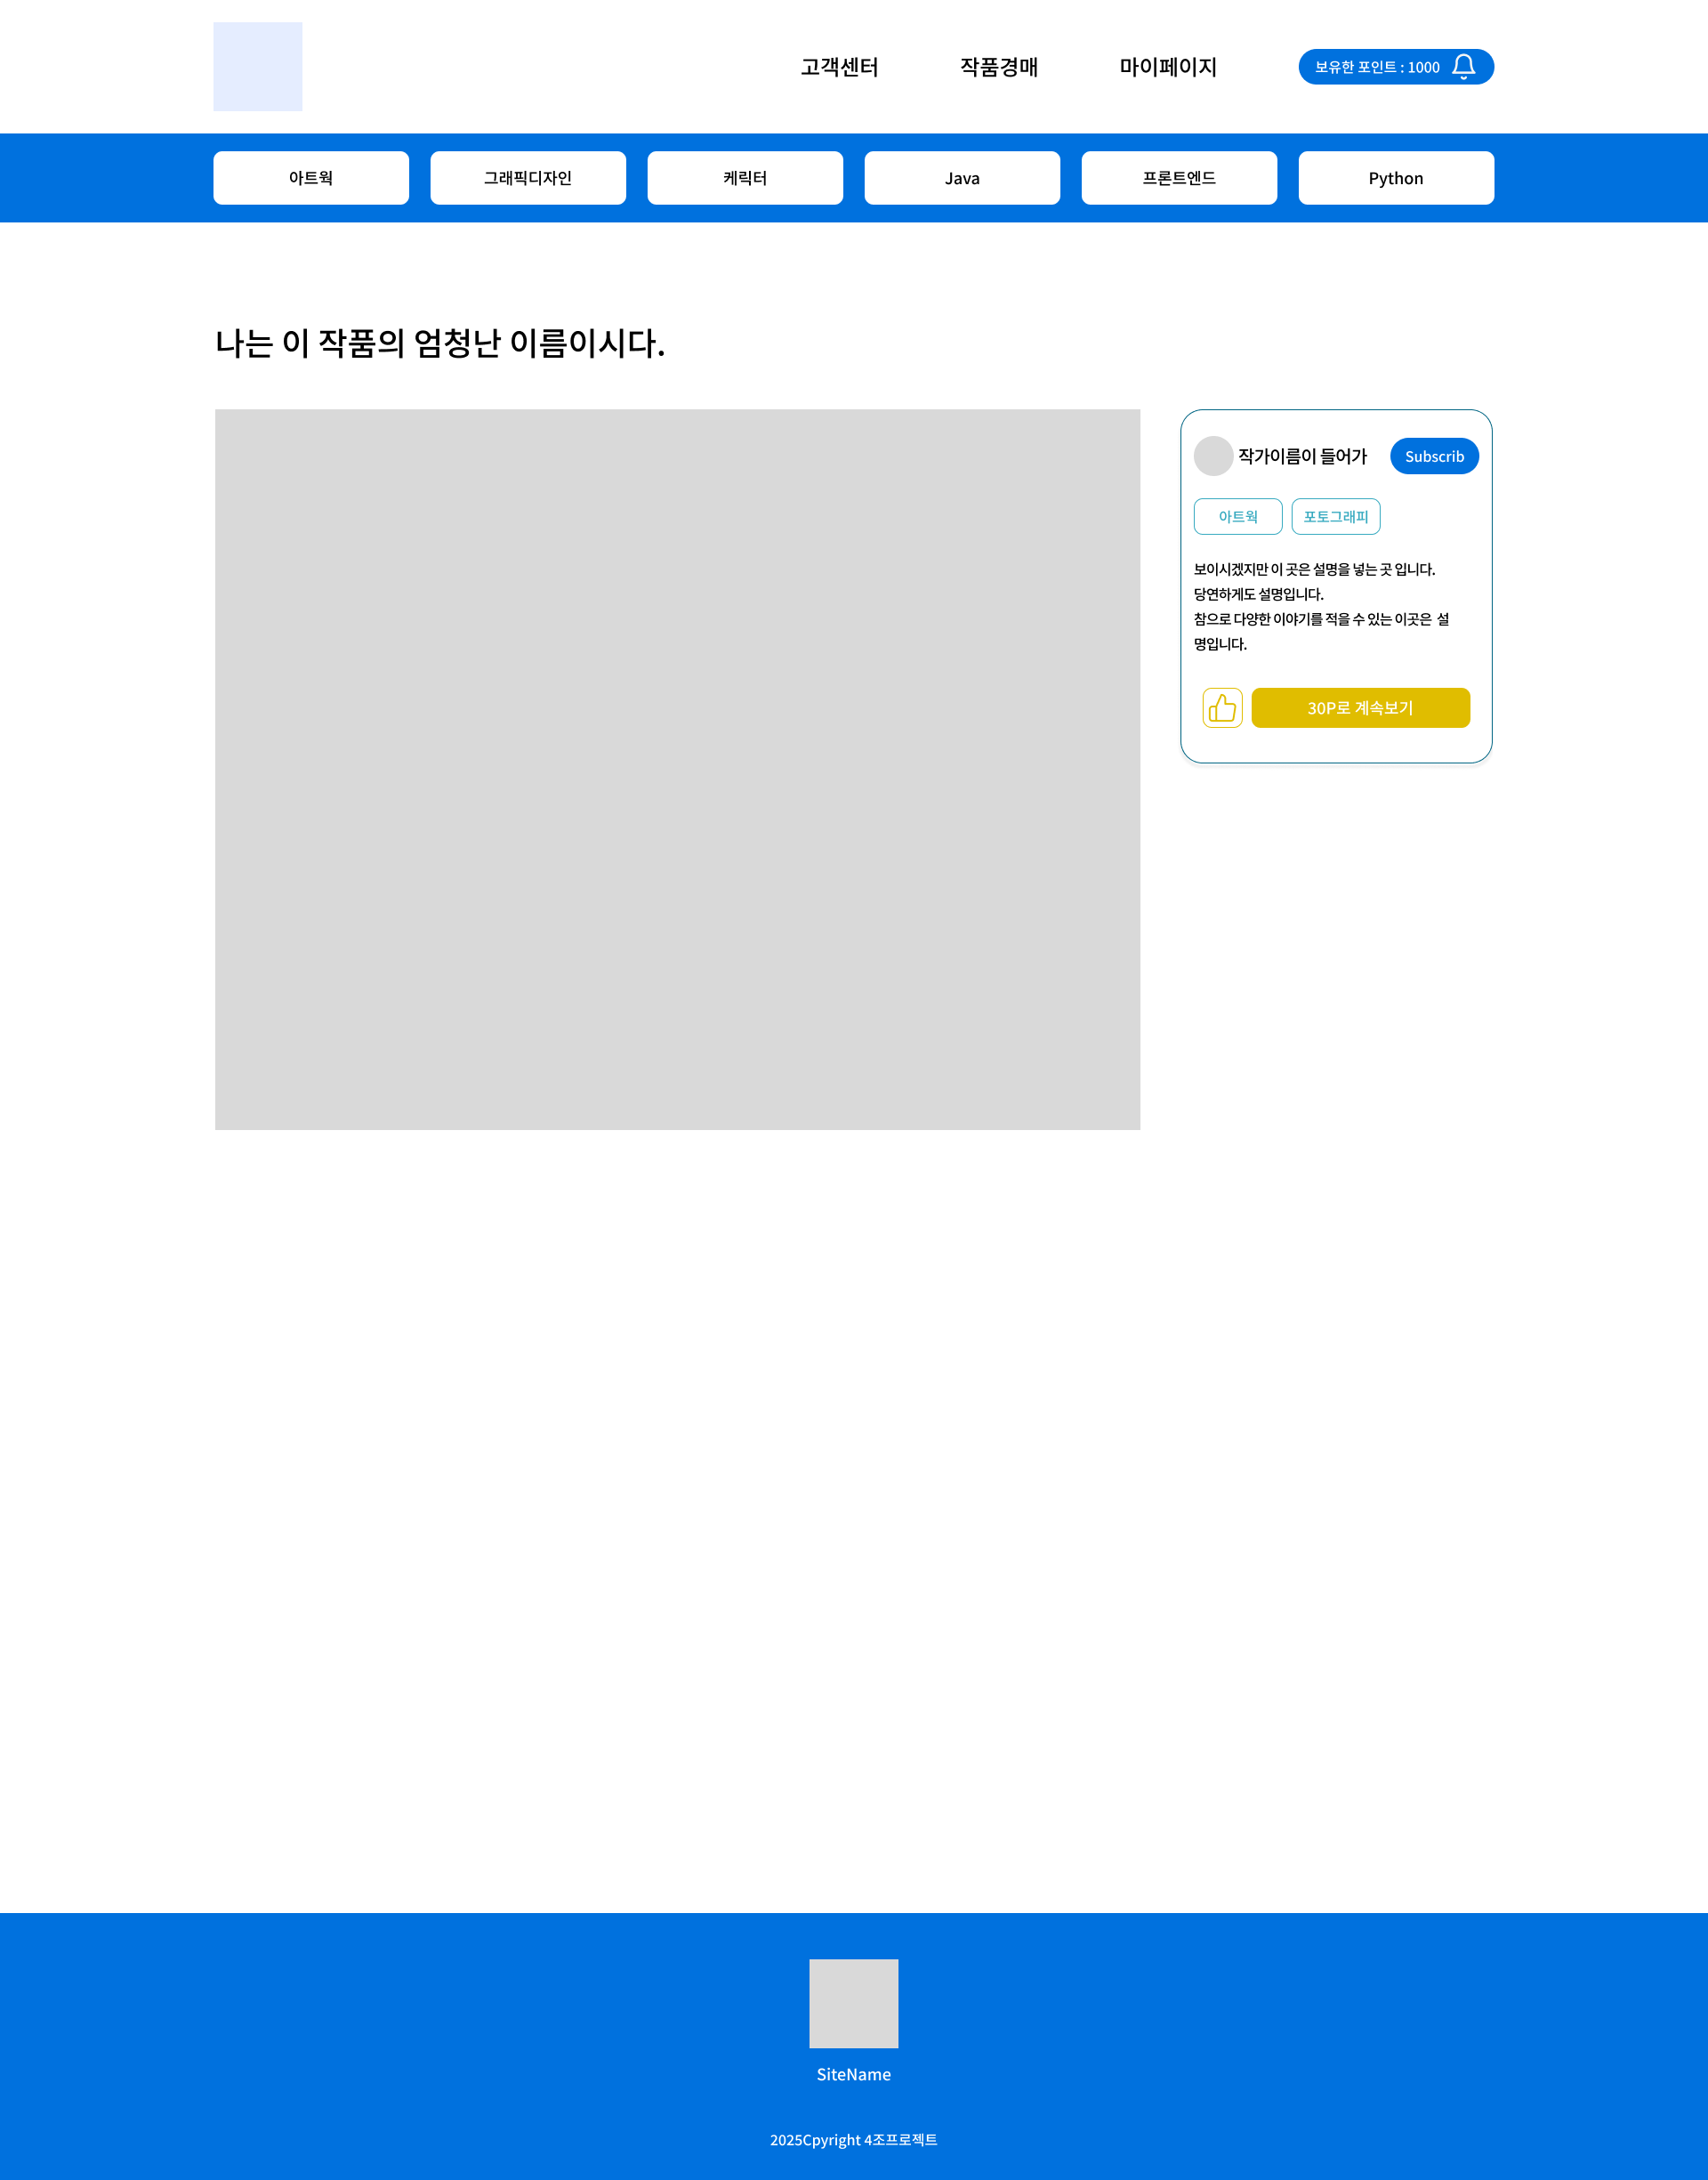 고객센터 작품경매 마이페이지 보유한 포인트 : 1000
아트웍 그래픽디자인 케릭터 Java 프론트엔드 Python
나는 이 작품의 엄청난 이름이시다.
작가이름이 들어가 Subscrib
아트웍 포토그래피
보이시겠지만 이 곳은 설명을 넣는 곳 입니다.
당연하게도 설명입니다.
참으로 다양한 이야기를 적을 수 있는 이곳은 설
명입니다.
30P로 계속보기
SiteName
2025Cpyright 4조프로젝트